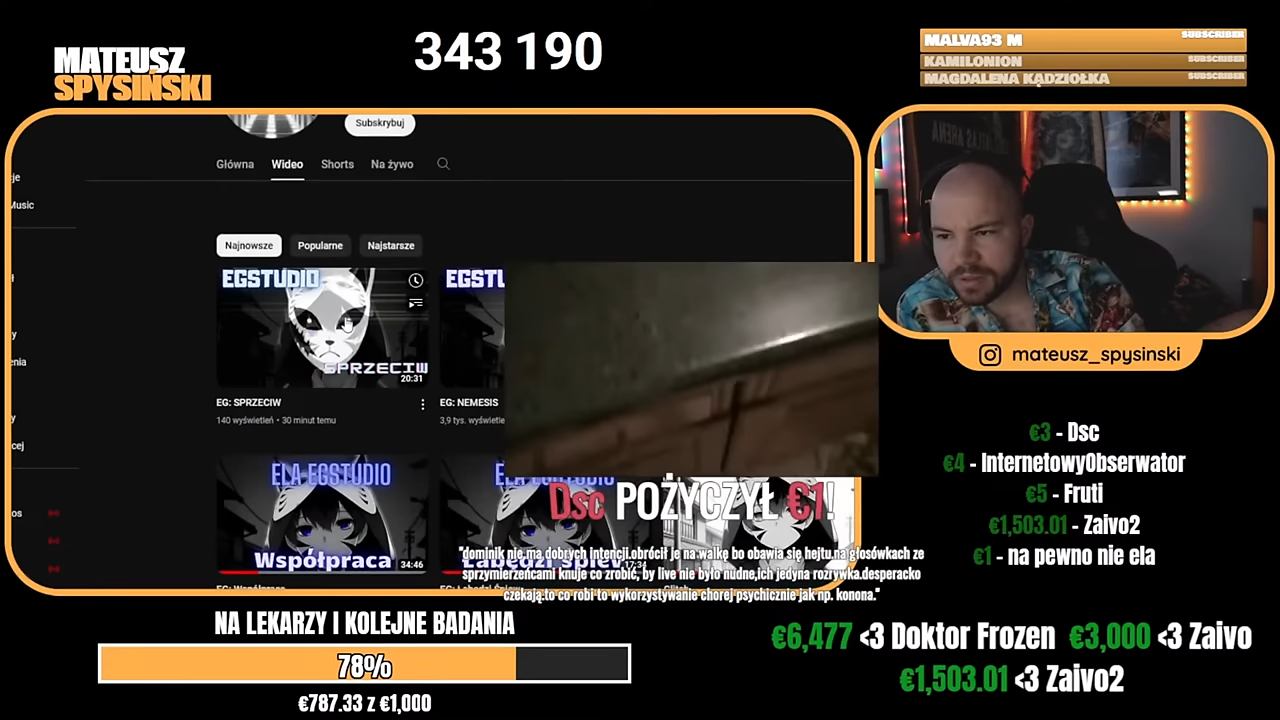 MATEUSZ
SPYSIŃSKI
343 190
MALVA93 M SUBSCRIBER
KAMILONION SUBSCRIBER
MAGDALENA KĄDZIOŁKA SUBSCRIBER
Subskrybuj
Główna Wideo Shorts Na żywo
Music
Najnowsze Popularne Najstarsze
EGSTUDIO
SPRZECIW
20:31
EG: SPRZECIW
140 wyświetleń • 30 minut temu
EG: NEMESIS
3,9 tys.
ELA EGSTUDIO
Współpraca
34:46
Łabędzi śpiew
17:34
mateusz_spysinski
Dsc POŻYCZYŁ €1!
"dominik nie ma dobrych intencji.obrócił je na walkę bo obawia się hejtu.na głosówkach ze
sprzymierzeńcami knuje co zrobić, by live nie było nudne,ich jedyna rozrywka.desperacko
czekają.to co robi to wykorzystywanie chorej psychicznie jak np. konona."
€3 - Dsc
€4 - InternetowyObserwator
€5 - Fruti
€1,503.01 - Zaivo2
€1 - na pewno nie ela
NA LEKARZY I KOLEJNE BADANIA
78%
€787.33 z €1,000
€6,477 <3 Doktor Frozen €3,000 <3 Zaivo
€1,503.01 <3 Zaivo2